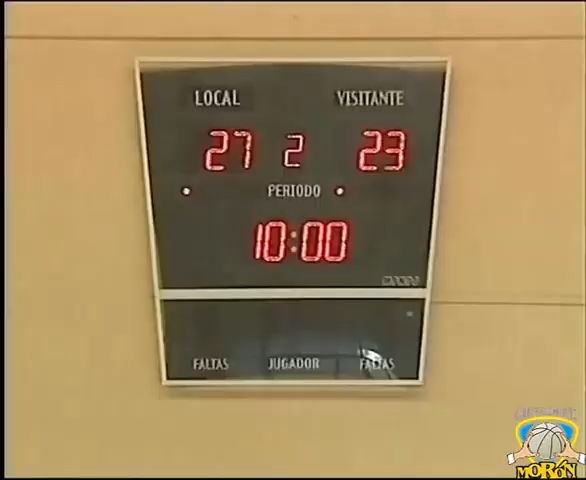 LOCAL VISITANTE
27 2 23
PERIODO
10:00
FALTAS JUGADOR FALTAS
MORÓN